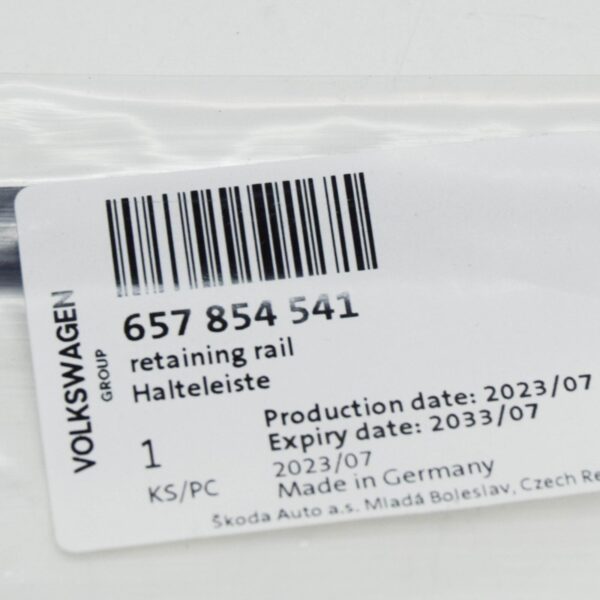 VOLKSWAGEN
GROUP
657 854 541
retaining rail
Halteleiste
Production date: 2023/07
Expiry date: 2033/07
1
2023/07
KS/PC
Made in Germany
Škoda Auto a.s. Mladá Boleslav, Czech Re